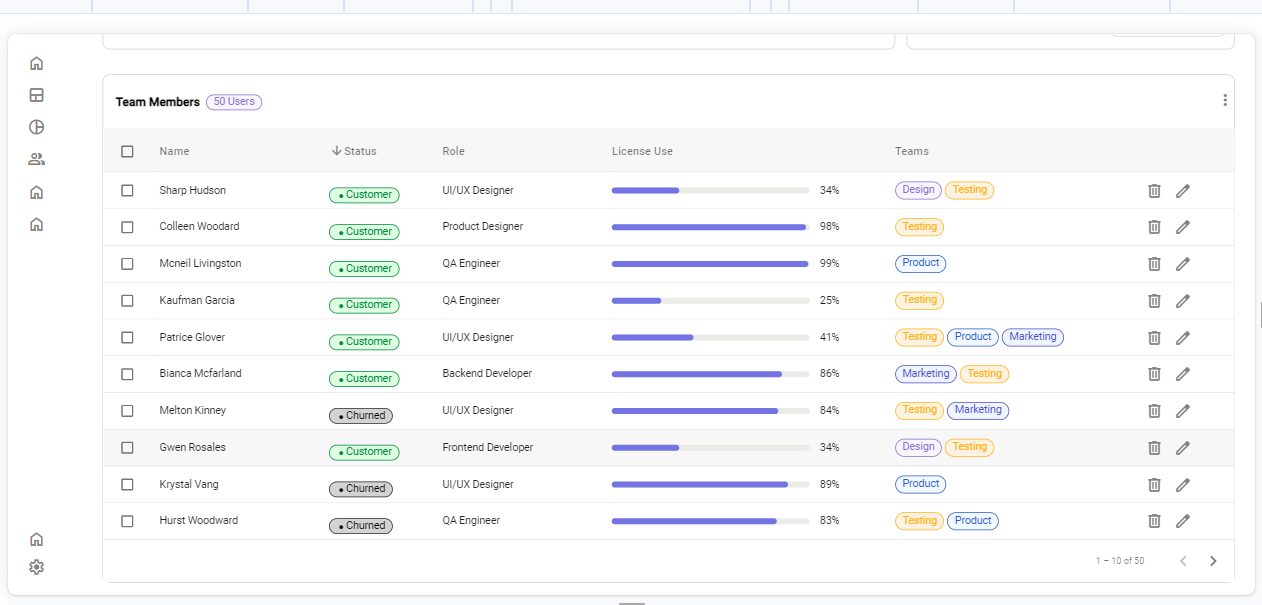 Team Members 50 Users
Name Status Role License Use Teams
Sharp Hudson • Customer UI/UX Designer 34% Design Testing
Colleen Woodard • Customer Product Designer 98% Testing
Mcneil Livingston • Customer QA Engineer 99% Product
Kaufman Garcia • Customer QA Engineer 25% Testing
Patrice Glover • Customer UI/UX Designer 41% Testing Product Marketing
Bianca Mcfarland • Customer Backend Developer 86% Marketing Testing
Melton Kinney • Churned UI/UX Designer 84% Testing Marketing
Gwen Rosales • Customer Frontend Developer 34% Design Testing
Krystal Vang • Churned UI/UX Designer 89% Product
Hurst Woodward • Churned QA Engineer 83% Testing Product
1 – 10 of 50